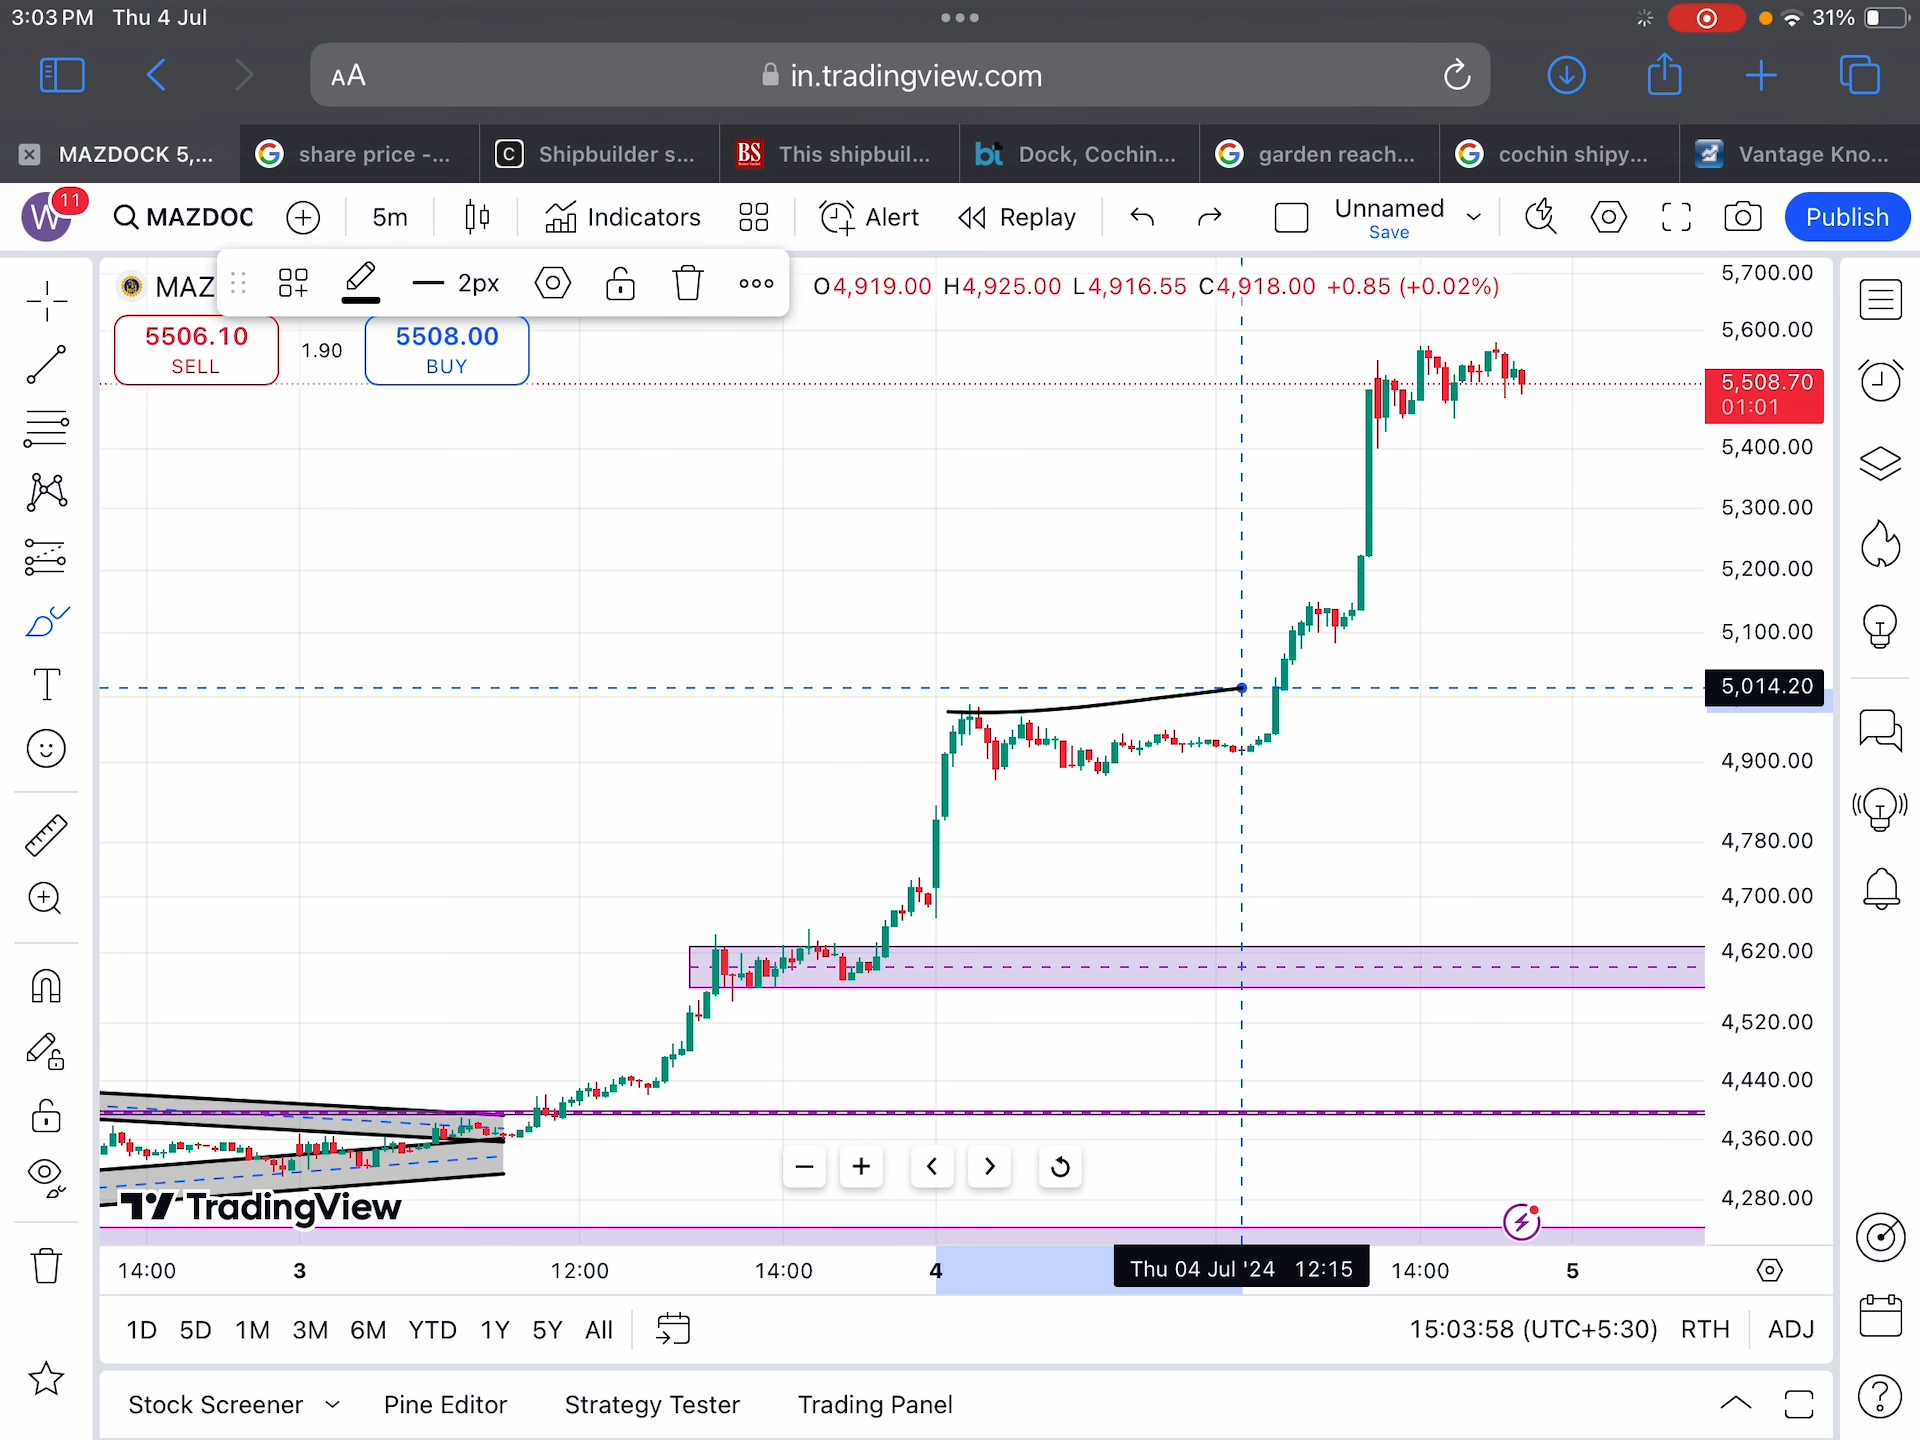 3:03 PM Thu 4 Jul
31%
AA
in.tradingview.com
MAZDOCK 5,...
share price -...
Shipbuilder s...
BS This shipbuil...
bt Dock, Cochin...
garden reach...
cochin shipy...
Vantage Kno...
W 11
MAZDOC
5m
Indicators
Alert
Replay
Unnamed
Save
Publish
MAZ
2px
O4,919.00 H4,925.00 L4,916.55 C4,918.00 +0.85 (+0.02%)
5506.10
SELL
1.90
5508.00
BUY
5,700.00
5,600.00
5,508.70
01:01
5,400.00
5,300.00
5,200.00
5,100.00
5,014.20
4,900.00
4,780.00
4,700.00
4,620.00
4,520.00
4,440.00
4,360.00
4,280.00
TradingView
14:00
3
12:00
14:00
4
Thu 04 Jul '24 12:15
14:00
5
1D 5D 1M 3M 6M YTD 1Y 5Y All
15:03:58 (UTC+5:30) RTH ADJ
Stock Screener
Pine Editor
Strategy Tester
Trading Panel